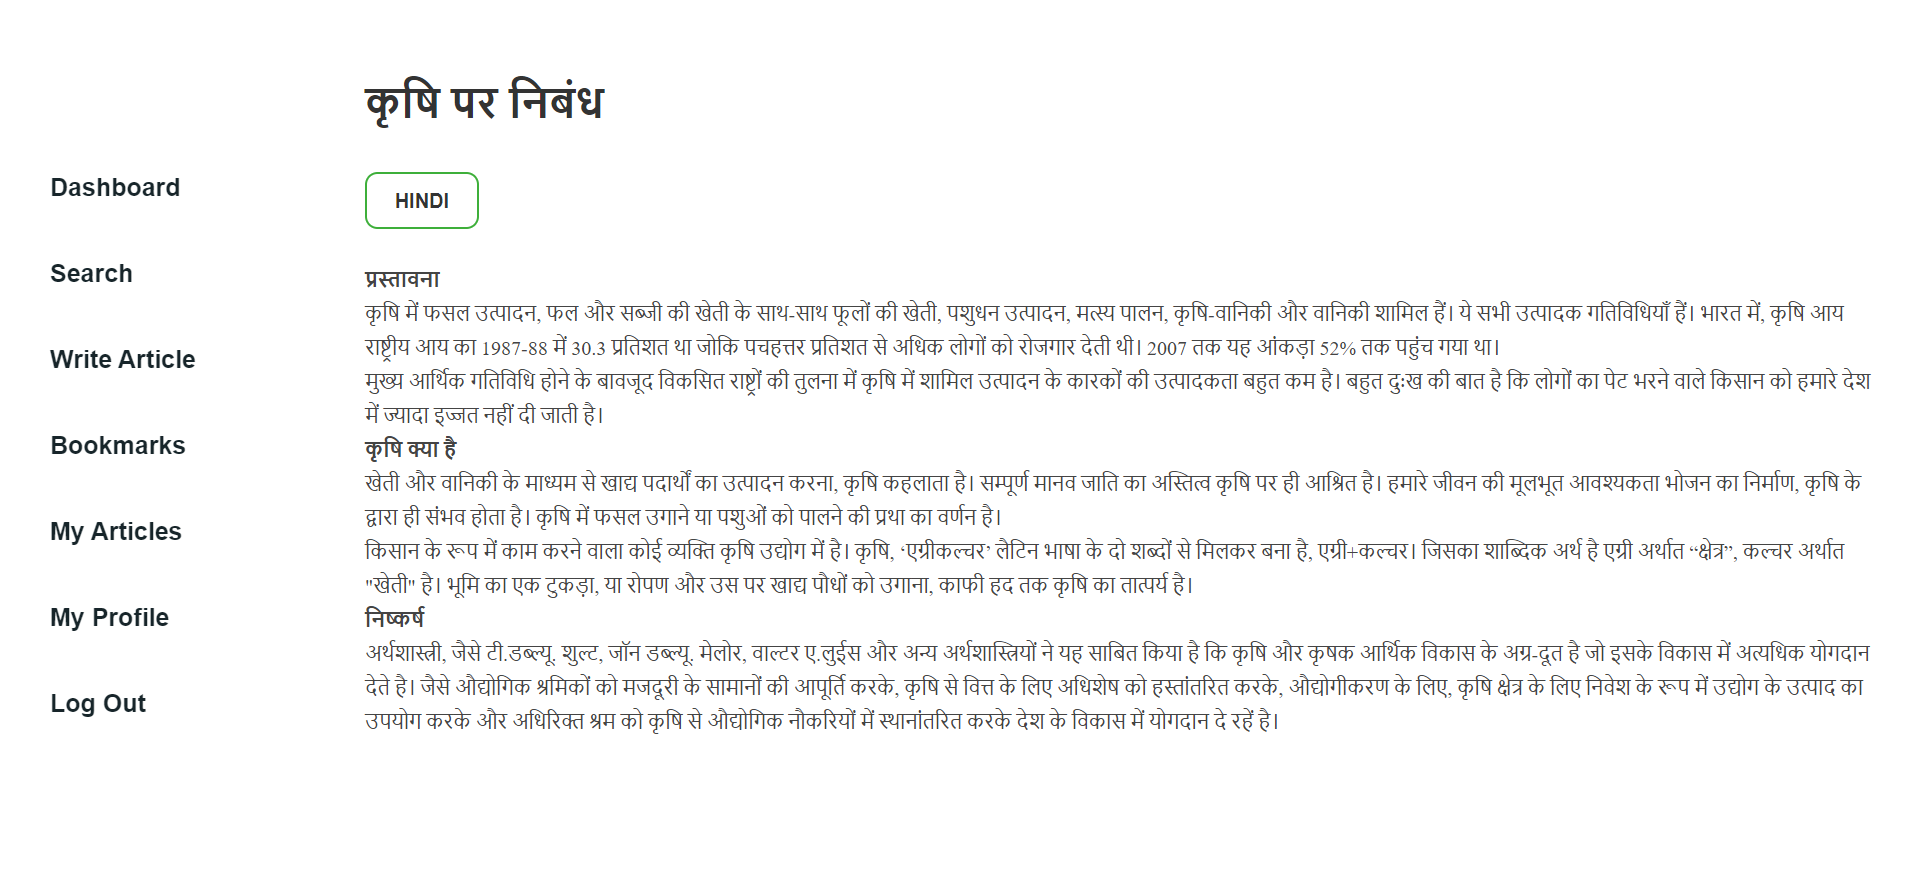 कृषि पर निबंध
Dashboard
Search
Write Article
Bookmarks
My Articles
My Profile
Log Out
HINDI
प्रस्तावना
कृषि में फसल उत्पादन, फल और सब्जी की खेती के साथ-साथ फूलों की खेती, पशुधन उत्पादन, मत्स्य पालन, कृषि-वानिकी और वानिकी शामिल हैं। ये सभी उत्पादक गतिविधियाँ हैं। भारत में, कृषि आय
राष्ट्रीय आय का 1987-88 में 30.3 प्रतिशत था जोकि पचहत्तर प्रतिशत से अधिक लोगों को रोजगार देती थी। 2007 तक यह आंकड़ा 52% तक पहुंच गया था।
मुख्य आर्थिक गतिविधि होने के बावजूद विकसित राष्ट्रों की तुलना में कृषि में शामिल उत्पादन के कारकों की उत्पादकता बहुत कम है। बहुत दुःख की बात है कि लोगों का पेट भरने वाले किसान को हमारे देश
में ज्यादा इज्जत नहीं दी जाती है।
कृषि क्या है
खेती और वानिकी के माध्यम से खाद्य पदार्थों का उत्पादन करना, कृषि कहलाता है। सम्पूर्ण मानव जाति का अस्तित्व कृषि पर ही आश्रित है। हमारे जीवन की मूलभूत आवश्यकता भोजन का निर्माण, कृषि के
द्वारा ही संभव होता है। कृषि में फसल उगाने या पशुओं को पालने की प्रथा का वर्णन है।
किसान के रूप में काम करने वाला कोई व्यक्ति कृषि उद्योग में है। कृषि, ‘एग्रीकल्चर’ लैटिन भाषा के दो शब्दों से मिलकर बना है, एग्री+कल्चर। जिसका शाब्दिक अर्थ है एग्री अर्थात “क्षेत्र”, कल्चर अर्थात
"खेती" है। भूमि का एक टुकड़ा, या रोपण और उस पर खाद्य पौधों को उगाना, काफी हद तक कृषि का तात्पर्य है।
निष्कर्ष
अर्थशास्त्री, जैसे टी.डब्ल्यू. शुल्ट, जॉन डब्ल्यू. मेलोर, वाल्टर ए.लुईस और अन्य अर्थशास्त्रियों ने यह साबित किया है कि कृषि और कृषक आर्थिक विकास के अग्र-दूत है जो इसके विकास में अत्यधिक योगदान
देते है। जैसे औद्योगिक श्रमिकों को मजदूरी के सामानों की आपूर्ति करके, कृषि से वित्त के लिए अधिशेष को हस्तांतरित करके, औद्योगीकरण के लिए, कृषि क्षेत्र के लिए निवेश के रूप में उद्योग के उत्पाद का
उपयोग करके और अधिरिक्त श्रम को कृषि से औद्योगिक नौकरियों में स्थानांतरित करके देश के विकास में योगदान दे रहें है।